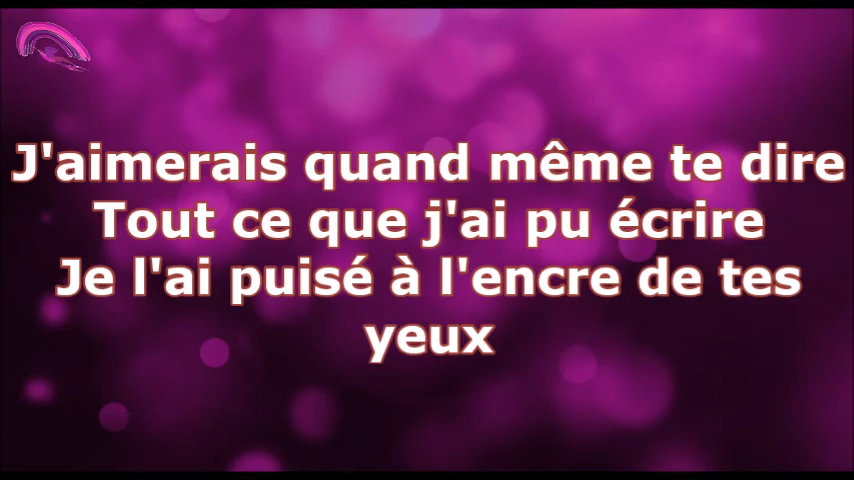 J'aimerais quand même te dire
Tout ce que j'ai pu écrire
Je l'ai puisé à l'encre de tes
yeux